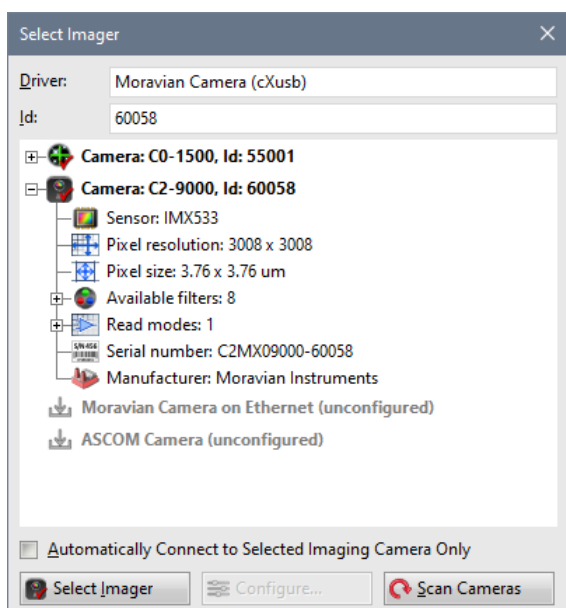 Select Imager
Driver: Moravian Camera (cXusb)
Id: 60058
Camera: C0-1500, Id: 55001
Camera: C2-9000, Id: 60058
Sensor: IMX533
Pixel resolution: 3008 x 3008
Pixel size: 3.76 x 3.76 um
Available filters: 8
Read modes: 1
S/N 456 Serial number: C2MX09000-60058
Manufacturer: Moravian Instruments
Moravian Camera on Ethernet (unconfigured)
ASCOM Camera (unconfigured)
Automatically Connect to Selected Imaging Camera Only
Select Imager Configure... Scan Cameras